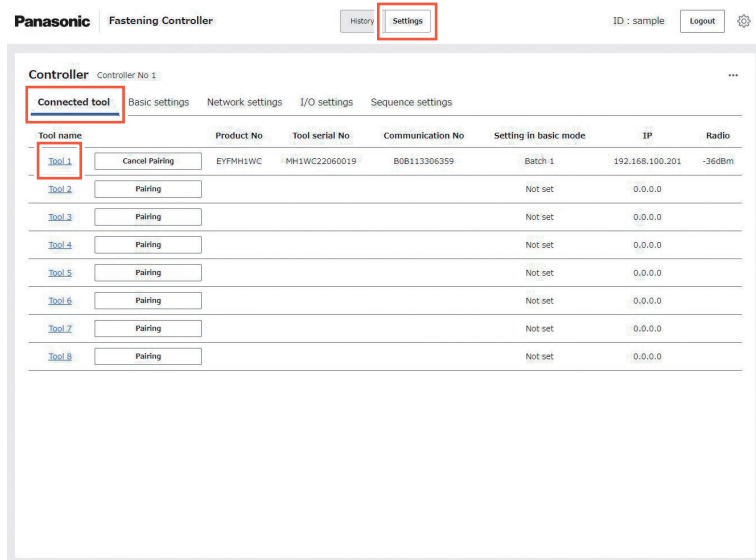 Panasonic Fastening Controller History Settings ID : sample Logout
Controller Controller No 1 ...
Connected tool Basic settings Network settings I/O settings Sequence settings
Tool name Product No Tool serial No Communication No Setting in basic mode IP Radio
Tool 1 Cancel Pairing EYFMH1WC MH1WC22060019 B0B113306359 Batch 1 192.168.100.201 -36dBm
Tool 2 Pairing Not set 0.0.0.0
Tool 3 Pairing Not set 0.0.0.0
Tool 4 Pairing Not set 0.0.0.0
Tool 5 Pairing Not set 0.0.0.0
Tool 6 Pairing Not set 0.0.0.0
Tool 7 Pairing Not set 0.0.0.0
Tool 8 Pairing Not set 0.0.0.0